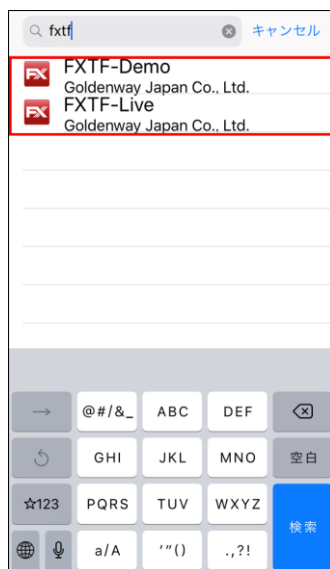 fxtf キャンセル
FX FXTF-Demo
Goldenway Japan Co., Ltd.
FX FXTF-Live
Goldenway Japan Co., Ltd.
→ @#/&_ ABC DEF
GHI JKL MNO 空白
☆123 PQRS TUV WXYZ
検索
a/A ’”() .,?!